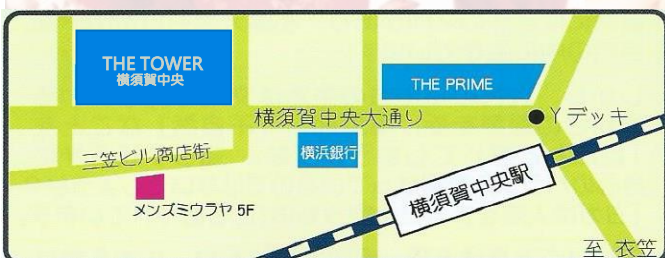 THE TOWER
横須賀中央
THE PRIME
横須賀中央大通り
Yデッキ
三笠ビル商店街
横浜銀行
横須賀中央駅
メンズミウラヤ 5F
至 衣笠